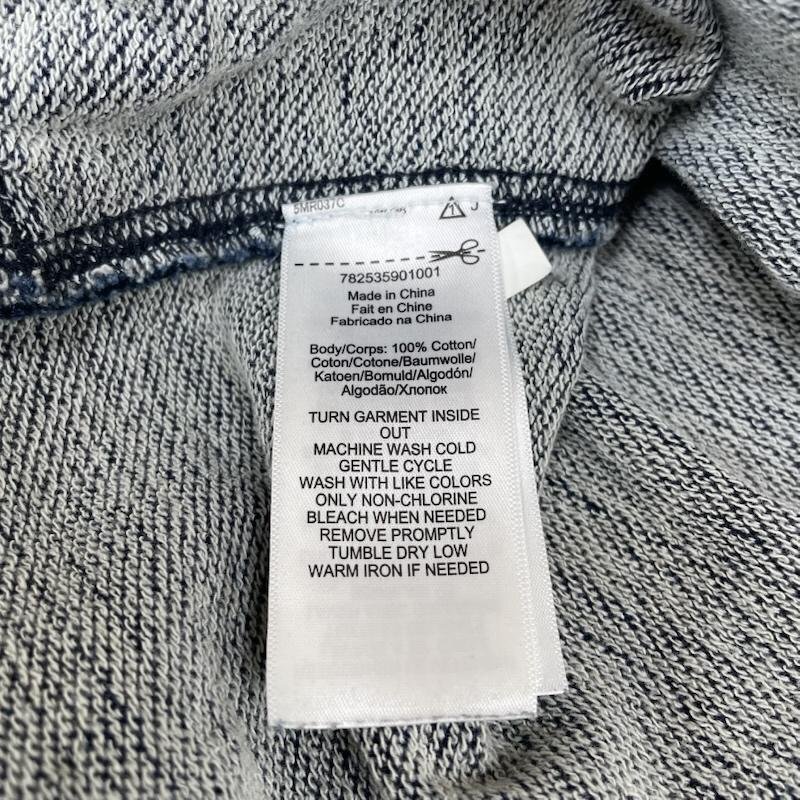 5MR037C
1 J
782535901001
Made in China
Fait en Chine
Fabricado na China
Body/Corps: 100% Cotton/
Coton/Cotone/Baumwolle/
Katoen/Bomuld/Algodón/
Algodão/Хлопок
TURN GARMENT INSIDE
OUT
MACHINE WASH COLD
GENTLE CYCLE
WASH WITH LIKE COLORS
ONLY NON-CHLORINE
BLEACH WHEN NEEDED
REMOVE PROMPTLY
TUMBLE DRY LOW
WARM IRON IF NEEDED